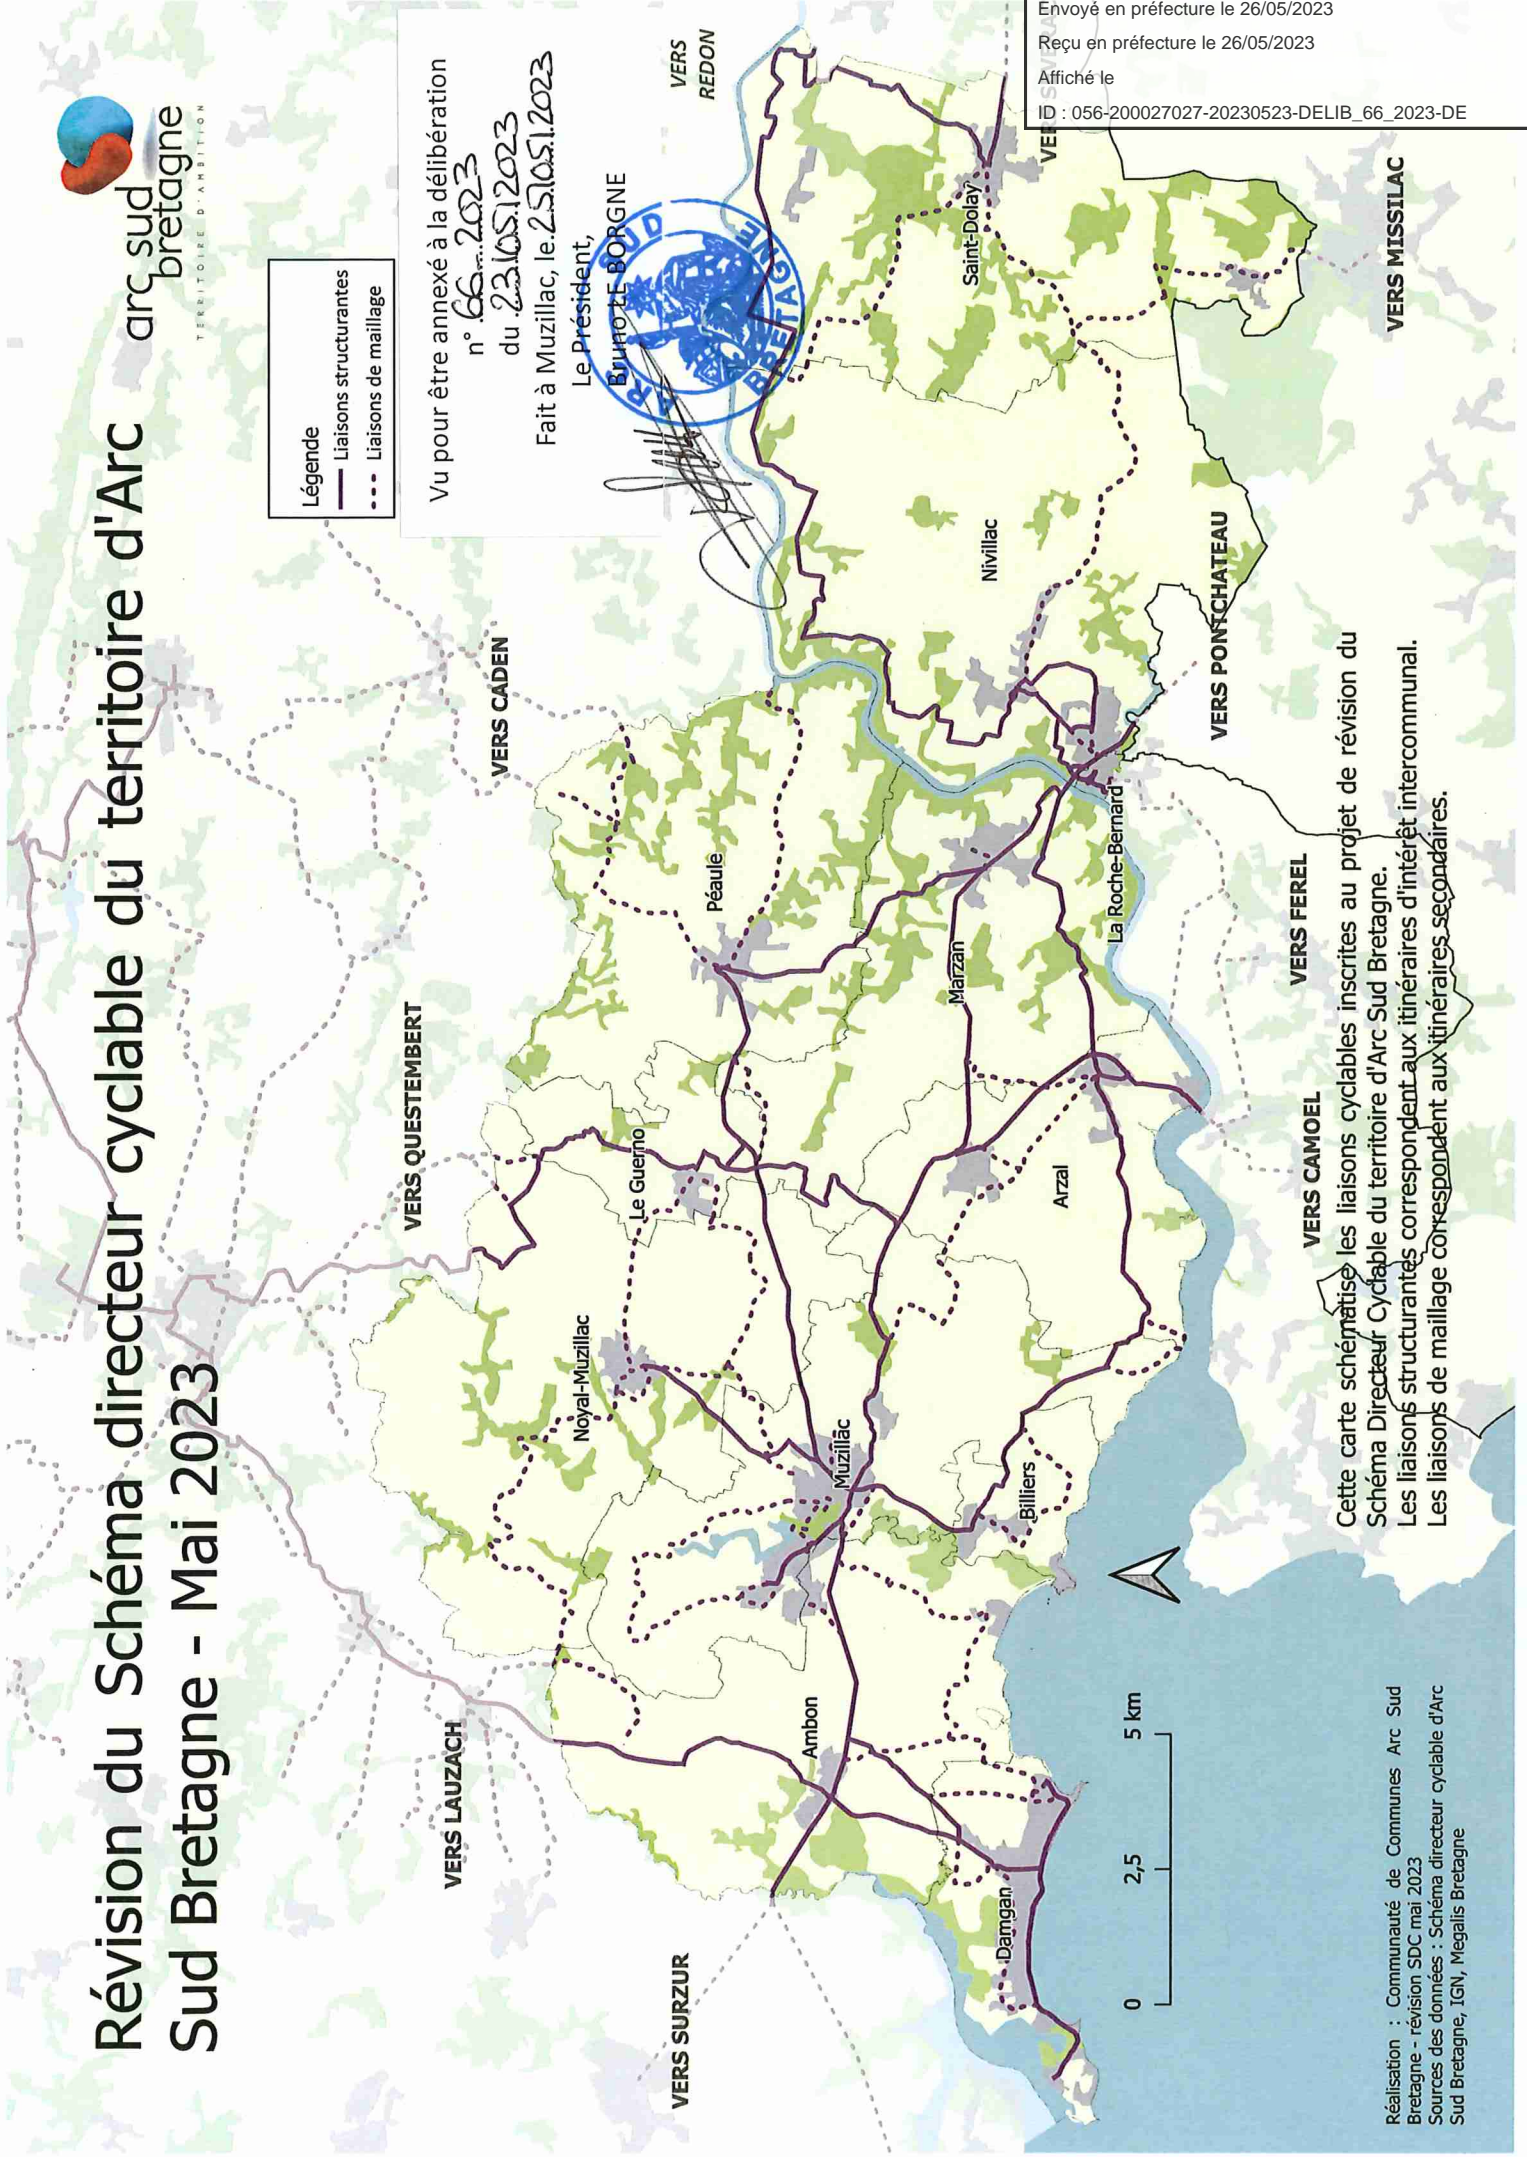 Envoyé en préfecture le 26/05/2023
Reçu en préfecture le 26/05/2023
Affiché le
ID : 056-200027027-20230523-DELIB_66_2023-DE
Révision du Schéma directeur cyclable du territoire d'Arc
Sud Bretagne - Mai 2023
arc sud
bretagne
TERRITOIRE D'AMBITION
Légende
Liaisons structurantes
Liaisons de maillage
Vu pour être annexé à la délibération
n° 66-2023
du 23/05/2023
Fait à Muzillac, le 25/05/2023
Le Président,
Bruno LE BORGNE
ARC SUD
BRETAGNE
VERS
REDON
VERS CADEN
VERS QUESTEMBERT
VERS LAUZACH
VERS SURZUR
VERS
VERS MISSILAC
VERS PONTCHATEAU
VERS FEREL
VERS CAMOEL
Saint-Dolay
Nivillac
Péaule
La Roche-Bernard
Marzan
Le Guerno
Arzal
Noyal-Muzillac
Muzillac
Billiers
Ambon
Damgan
0 2,5 5 km
Cette carte schématise les liaisons cyclables inscrites au projet de révision du
Schéma Directeur Cyclable du territoire d'Arc Sud Bretagne.
Les liaisons structurantes correspondent aux itinéraires d'intérêt intercommunal.
Les liaisons de maillage correspondent aux itinéraires secondaires.
Réalisation : Communauté de Communes Arc Sud
Bretagne - révision SDC mai 2023
Sources des données : Schéma directeur cyclable d'Arc
Sud Bretagne, IGN, Megalis Bretagne